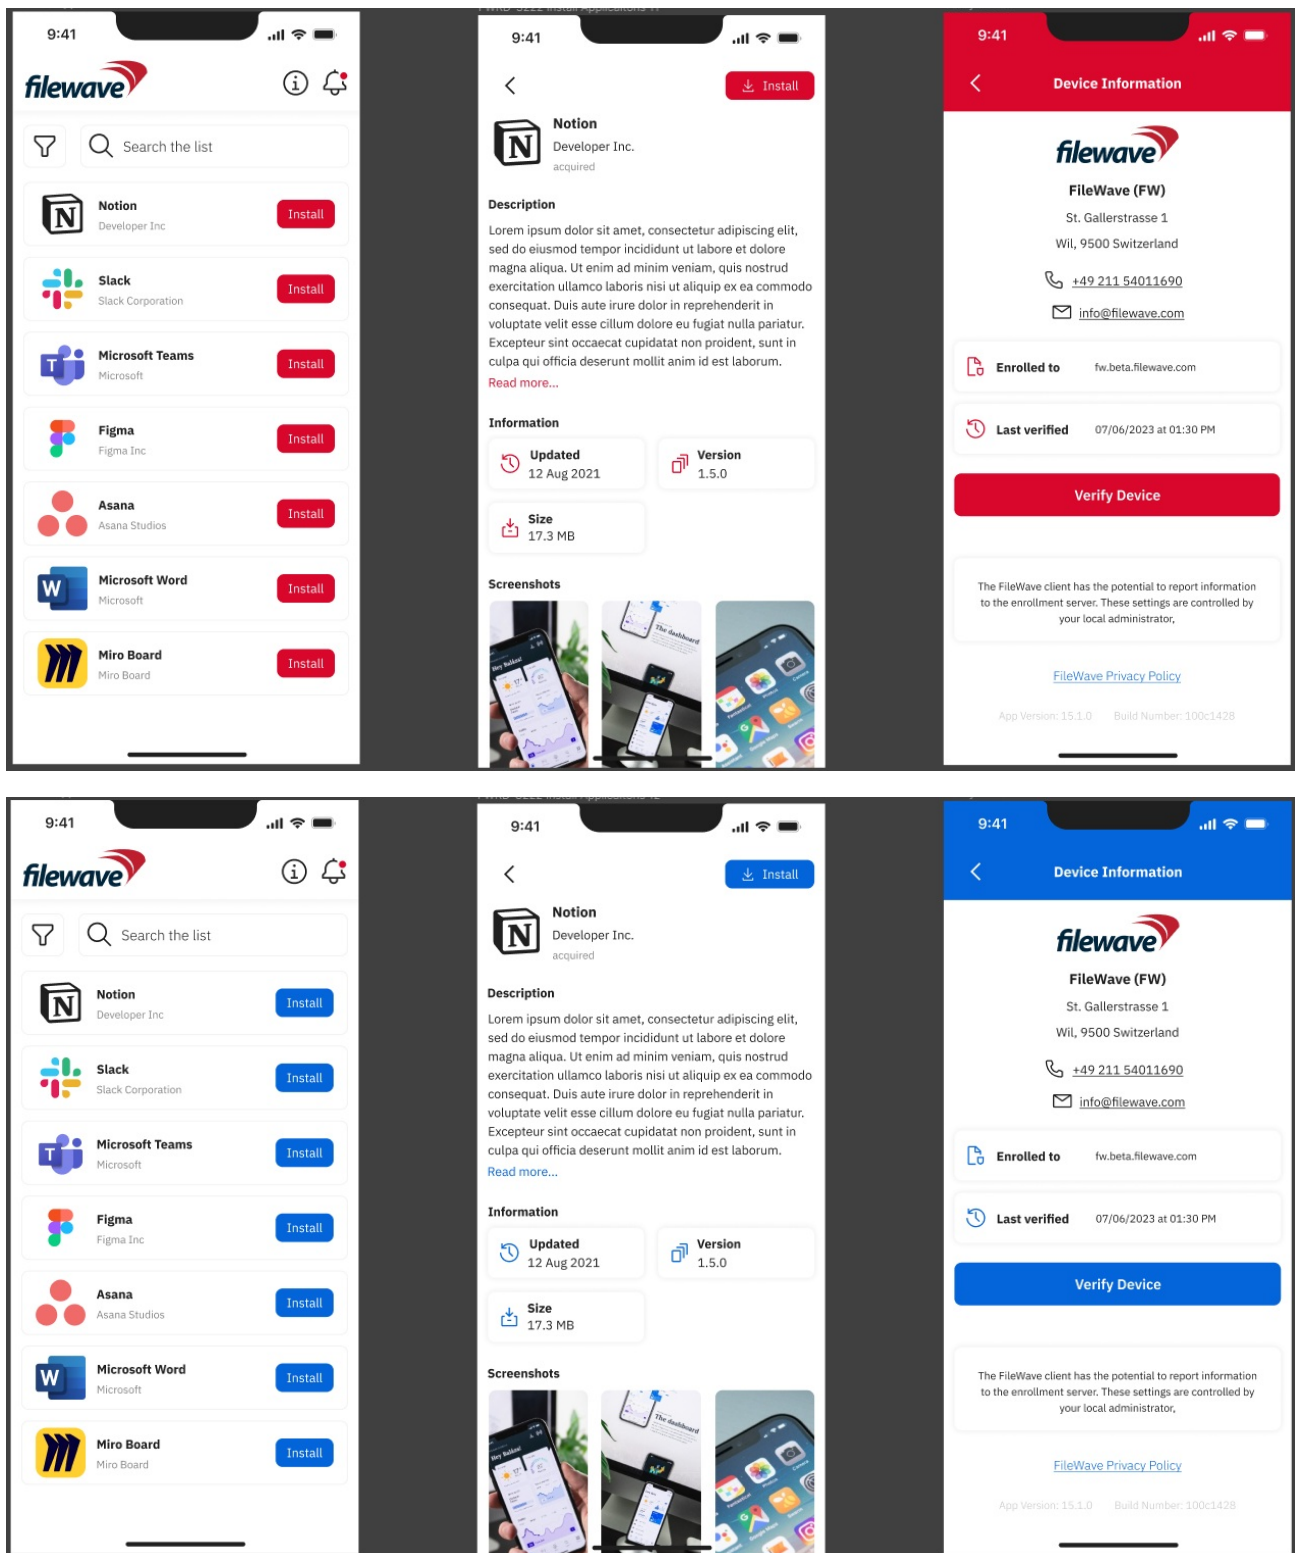 9:41
filewave
Search the list
Notion
Developer Inc
Install
Slack
Slack Corporation
Install
Microsoft Teams
Microsoft
Install
Figma
Figma Inc
Install
Asana
Asana Studios
Install
Microsoft Word
Microsoft
Install
Miro Board
Miro Board
Install
9:41
Install
Notion
Developer Inc.
acquired
Description
Lorem ipsum dolor sit amet, consectetur adipiscing elit,
sed do eiusmod tempor incididunt ut labore et dolore
magna aliqua. Ut enim ad minim veniam, quis nostrud
exercitation ullamco laboris nisi ut aliquip ex ea commodo
consequat. Duis aute irure dolor in reprehenderit in
voluptate velit esse cillum dolore eu fugiat nulla pariatur.
Excepteur sint occaecat cupidatat non proident, sunt in
culpa qui officia deserunt mollit anim id est laborum.
Read more...
Information
Updated
12 Aug 2021
Version
1.5.0
Size
17.3 MB
Screenshots
The dashboard
9:41
Device Information
filewave
FileWave (FW)
St. Gallerstrasse 1
Wil, 9500 Switzerland
+49 211 54011690
info@filewave.com
Enrolled to fw.beta.filewave.com
Last verified 07/06/2023 at 01:30 PM
Verify Device
The FileWave client has the potential to report information
to the enrollment server. These settings are controlled by
your local administrator,
FileWave Privacy Policy
App Version: 15.1.0 Build Number: 100c1428
9:41
filewave
Search the list
Notion
Developer Inc
Install
Slack
Slack Corporation
Install
Microsoft Teams
Microsoft
Install
Figma
Figma Inc
Install
Asana
Asana Studios
Install
Microsoft Word
Microsoft
Install
Miro Board
Miro Board
Install
9:41
Install
Notion
Developer Inc.
acquired
Description
Lorem ipsum dolor sit amet, consectetur adipiscing elit,
sed do eiusmod tempor incididunt ut labore et dolore
magna aliqua. Ut enim ad minim veniam, quis nostrud
exercitation ullamco laboris nisi ut aliquip ex ea commodo
consequat. Duis aute irure dolor in reprehenderit in
voluptate velit esse cillum dolore eu fugiat nulla pariatur.
Excepteur sint occaecat cupidatat non proident, sunt in
culpa qui officia deserunt mollit anim id est laborum.
Read more...
Information
Updated
12 Aug 2021
Version
1.5.0
Size
17.3 MB
Screenshots
The dashboard
9:41
Device Information
filewave
FileWave (FW)
St. Gallerstrasse 1
Wil, 9500 Switzerland
+49 211 54011690
info@filewave.com
Enrolled to fw.beta.filewave.com
Last verified 07/06/2023 at 01:30 PM
Verify Device
The FileWave client has the potential to report information
to the enrollment server. These settings are controlled by
your local administrator,
FileWave Privacy Policy
App Version: 15.1.0 Build Number: 100c1428